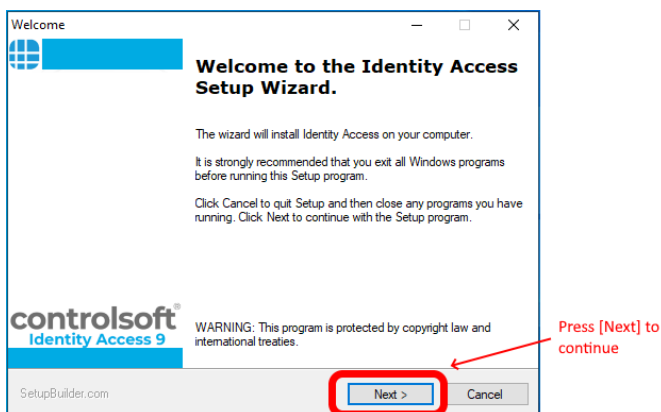 Welcome
Welcome to the Identity Access
Setup Wizard.
The wizard will install Identity Access on your computer.
It is strongly recommended that you exit all Windows programs
before running this Setup program.
Click Cancel to quit Setup and then close any programs you have
running. Click Next to continue with the Setup program.
controlsoft®
Identity Access 9
WARNING: This program is protected by copyright law and
international treaties.
Press [Next] to
continue
SetupBuilder.com
Next >
Cancel